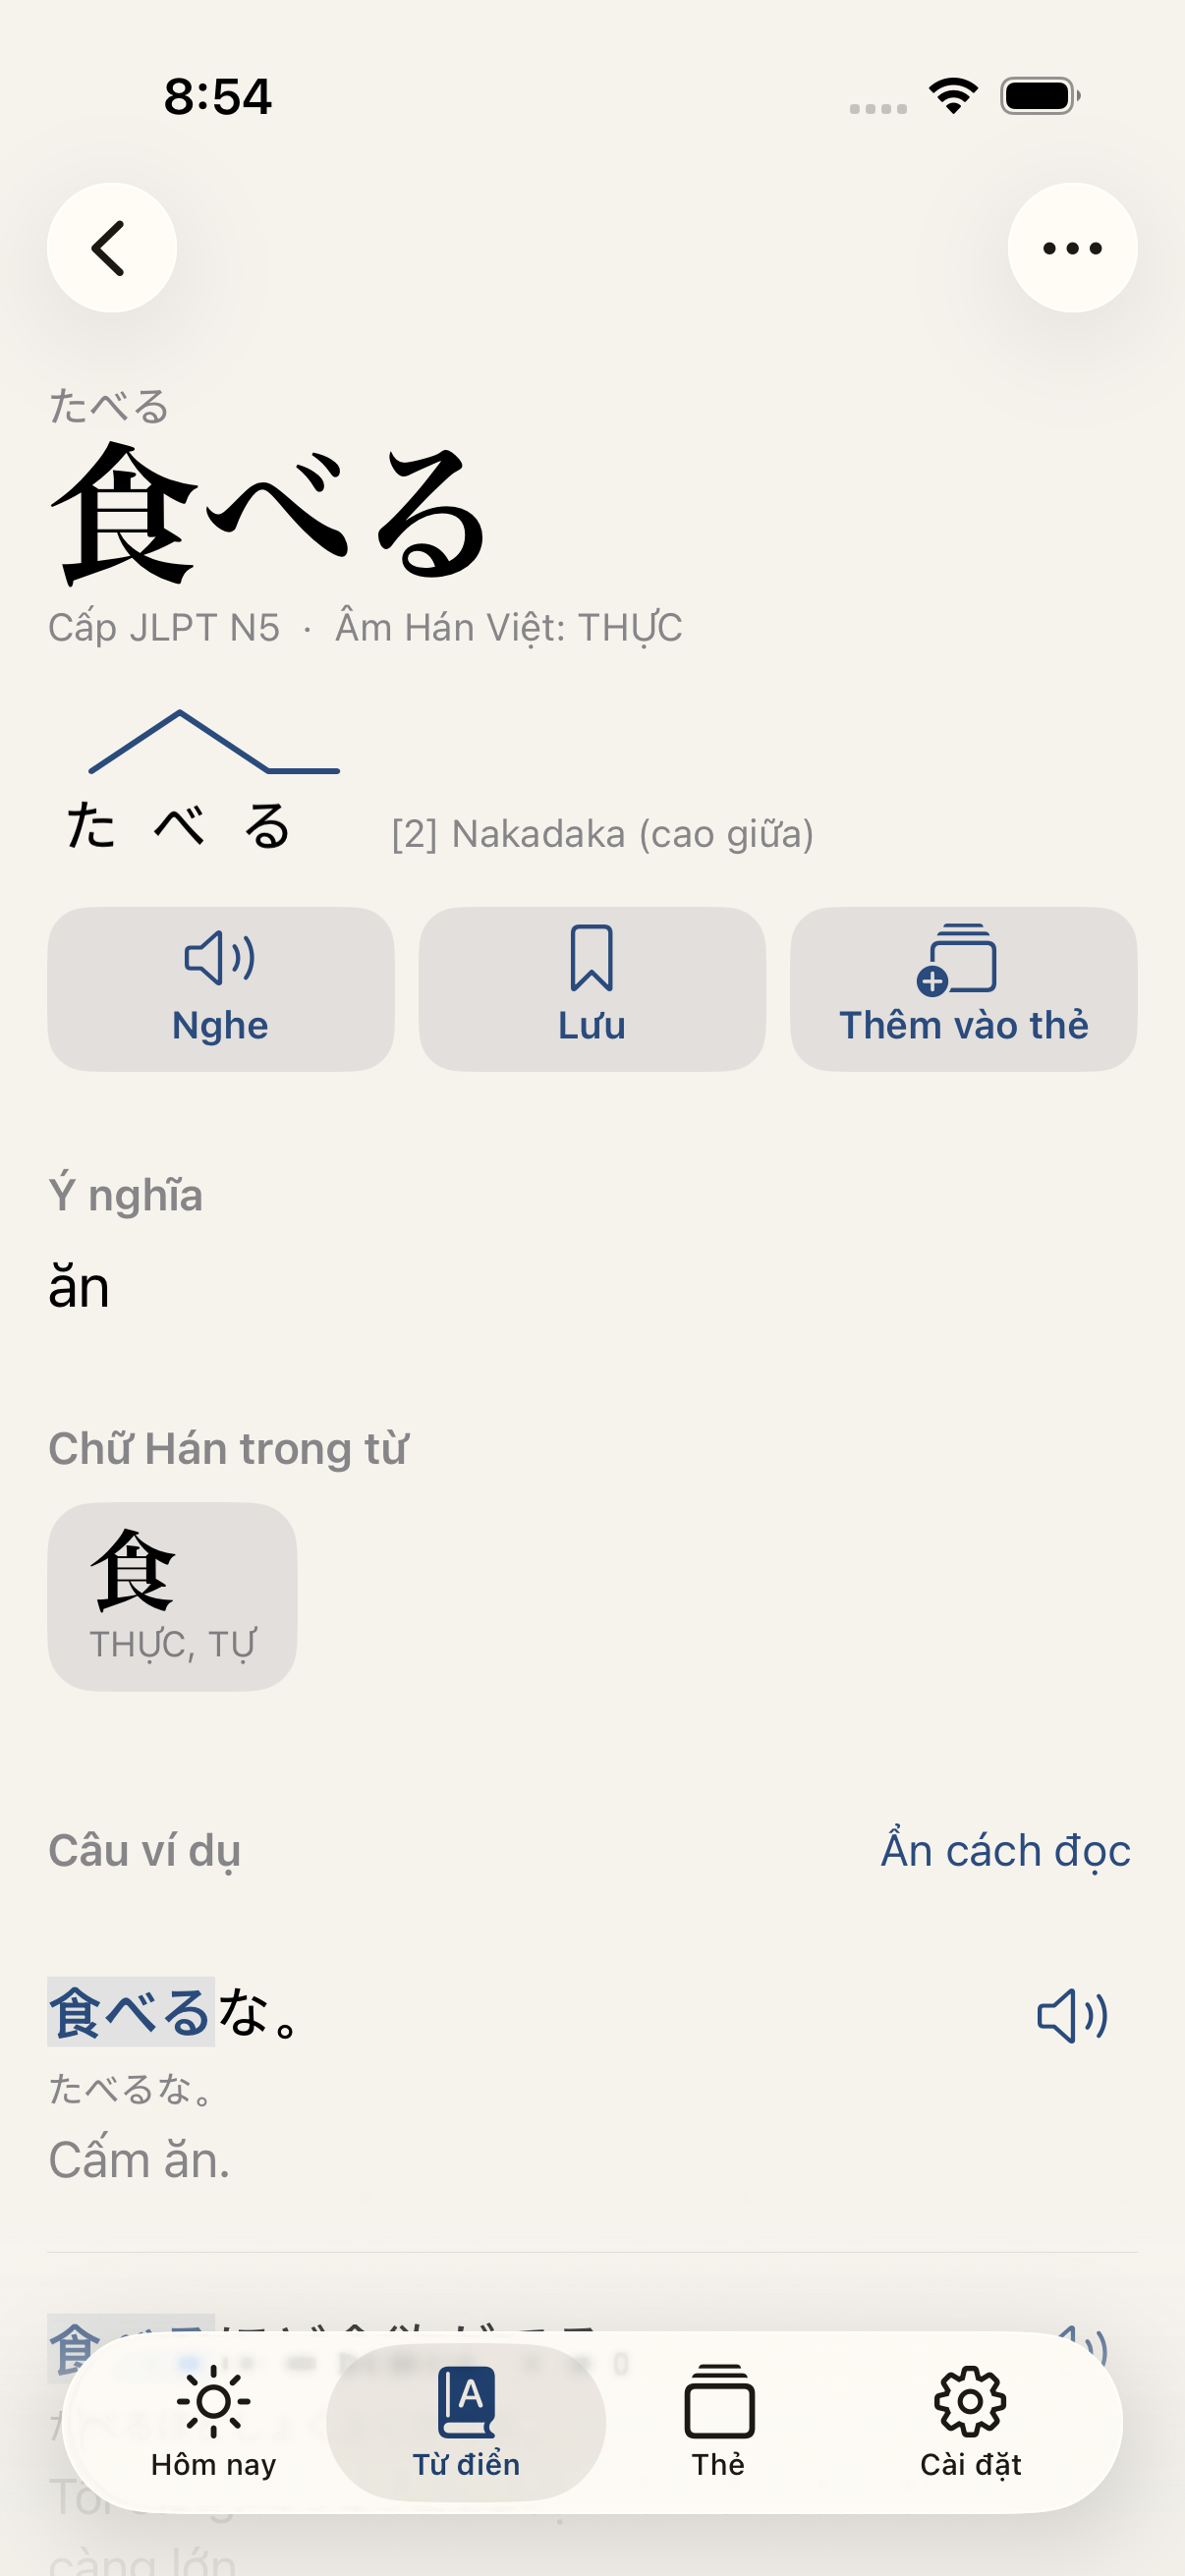 8:54
たべる
食べる
Cấp JLPT N5 · Âm Hán Việt: THỰC
たべる
[2] Nakadaka (cao giữa)
Nghe
Lưu
Thêm vào thẻ
Ý nghĩa
ăn
Chữ Hán trong từ
食
THỰC, TỰ
Câu ví dụ
Ẩn cách đọc
食べるな。
たべるな。
Cấm ăn.
càng lớn
Hôm nay
Từ điển
Thẻ
Cài đặt